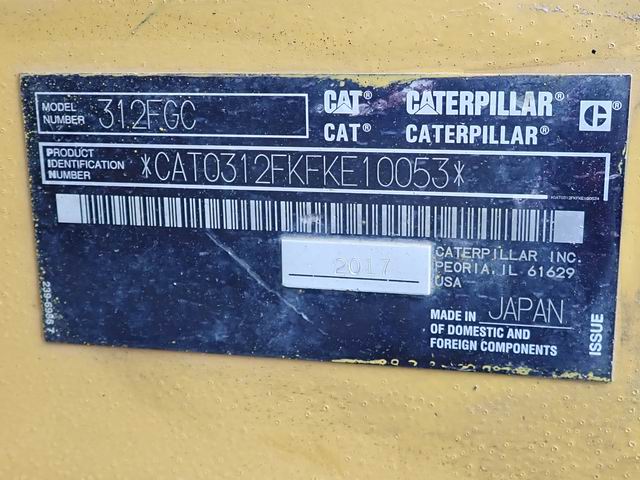 MODEL NUMBER 312FGC
CAT® CATERPILLAR® C®
CAT® CATERPILLAR®
PRODUCT IDENTIFICATION NUMBER *CAT0312FKFKE10053*
2017
CATERPILLAR INC.
PEORIA, IL 61629
USA
MADE IN JAPAN
OF DOMESTIC AND
FOREIGN COMPONENTS
ISSUE